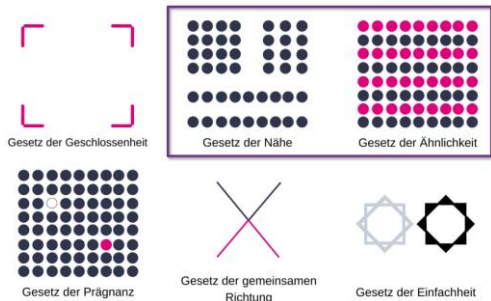 Gesetz der Geschlossenheit
Gesetz der Nähe
Gesetz der Ähnlichkeit
Gesetz der Prägnanz
Gesetz der gemeinsamen
Richtung
Gesetz der Einfachheit